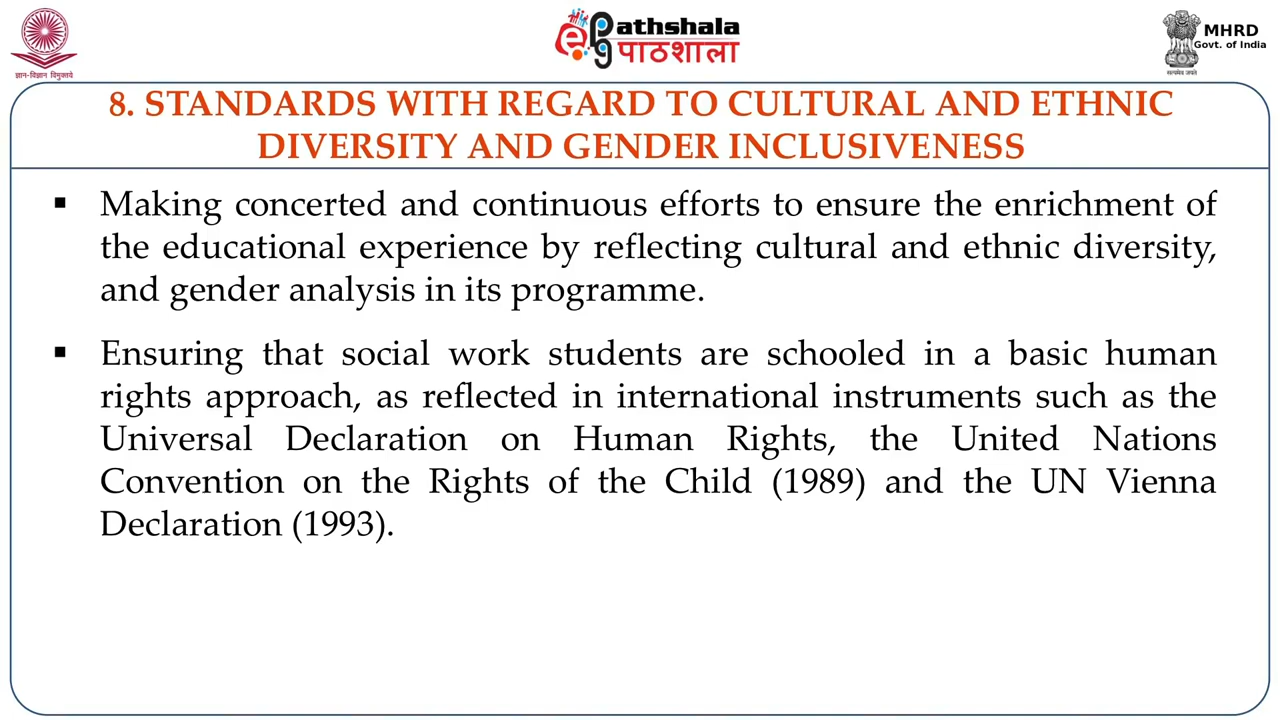 ज्ञान-विज्ञान विमुक्तये
ePathshala
पाठशाला
MHRD
Govt. of India
सत्यमेव जयते
8. STANDARDS WITH REGARD TO CULTURAL AND ETHNIC
DIVERSITY AND GENDER INCLUSIVENESS
▪ Making concerted and continuous efforts to ensure the enrichment of
the educational experience by reflecting cultural and ethnic diversity,
and gender analysis in its programme.
▪ Ensuring that social work students are schooled in a basic human
rights approach, as reflected in international instruments such as the
Universal Declaration on Human Rights, the United Nations
Convention on the Rights of the Child (1989) and the UN Vienna
Declaration (1993).